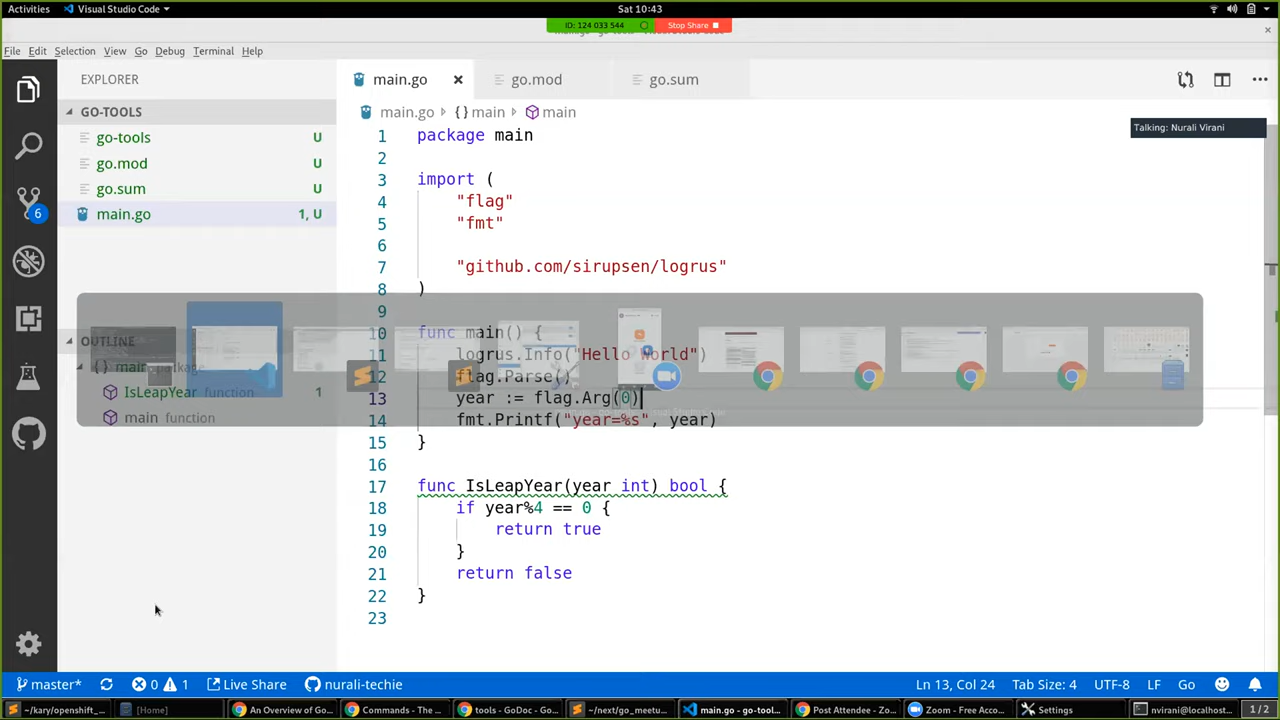 Activities
Visual Studio Code
Sat 10:43
ID: 124 033 544
Stop Share
File Edit Selection View Go Debug Terminal Help
EXPLORER
main.go
go.mod
go.sum
GO-TOOLS
main.go
main
main
Talking: Nurali Virani
go-tools U
go.mod U
go.sum U
main.go 1, U
OUTLINE
main package
IsLeapYear function 1
main function
6
1 package main
2
3 import (
4 "flag"
5 "fmt"
6
7 "github.com/sirupsen/logrus"
8 )
9
10 func main() {
11 logrus.Info("Hello World")
12 flag.Parse()
13 year := flag.Arg(0)
14 fmt.Printf("year=%s", year)
15 }
16
17 func IsLeapYear(year int) bool {
18 if year%4 == 0 {
19 return true
20 }
21 return false
22 }
23
master*
0 1
Live Share
nurali-techie
Ln 13, Col 24
Tab Size: 4
UTF-8
LF
Go
~/kary/openshift_...
[Home]
An Overview of Go...
Commands - The ...
tools - GoDoc - Go...
~/next/go_meetu...
main.go - go-tool...
Post Attendee - Zo...
Zoom - Free Acco...
Settings
nvirani@localhost...
1 / 2